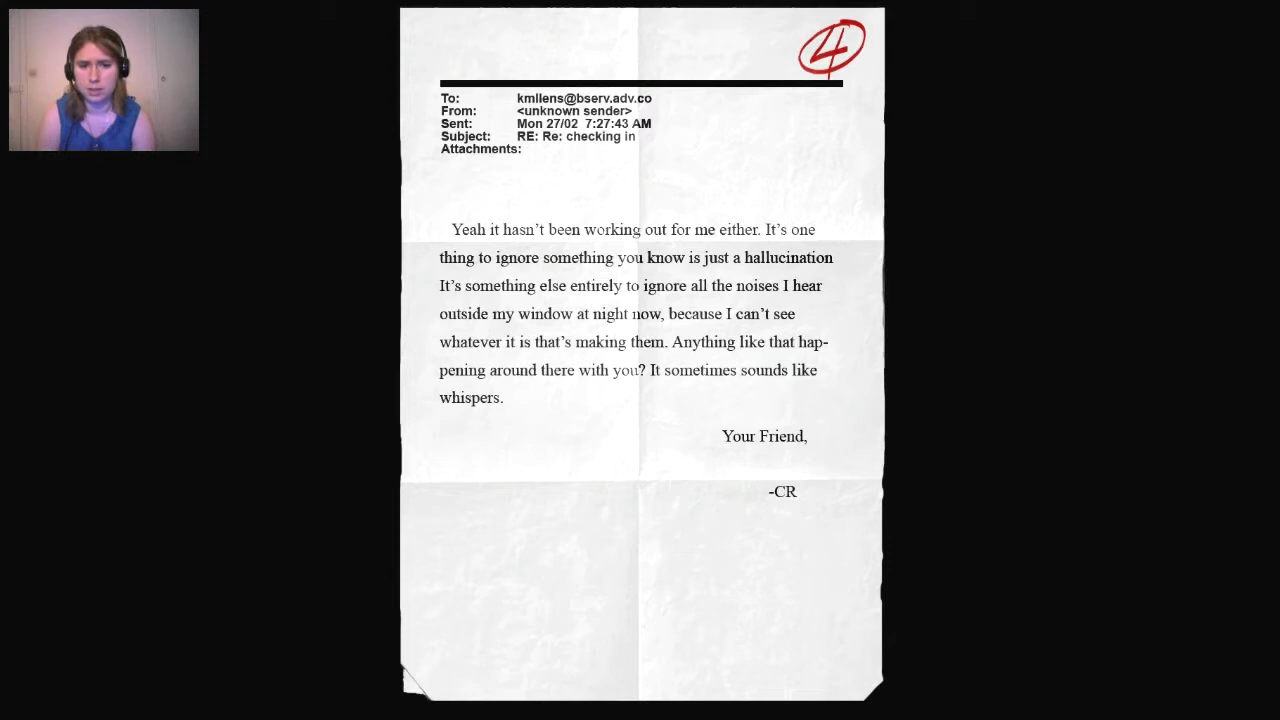 4
To: kmllens@bserv.adv.co
From: <unknown sender>
Sent: Mon 27/02 7:27:43 AM
Subject: RE: Re: checking in
Attachments:
Yeah it hasn’t been working out for me either. It’s one
thing to ignore something you know is just a hallucination
It’s something else entirely to ignore all the noises I hear
outside my window at night now, because I can’t see
whatever it is that’s making them. Anything like that hap-
pening around there with you? It sometimes sounds like
whispers.
Your Friend,
-CR